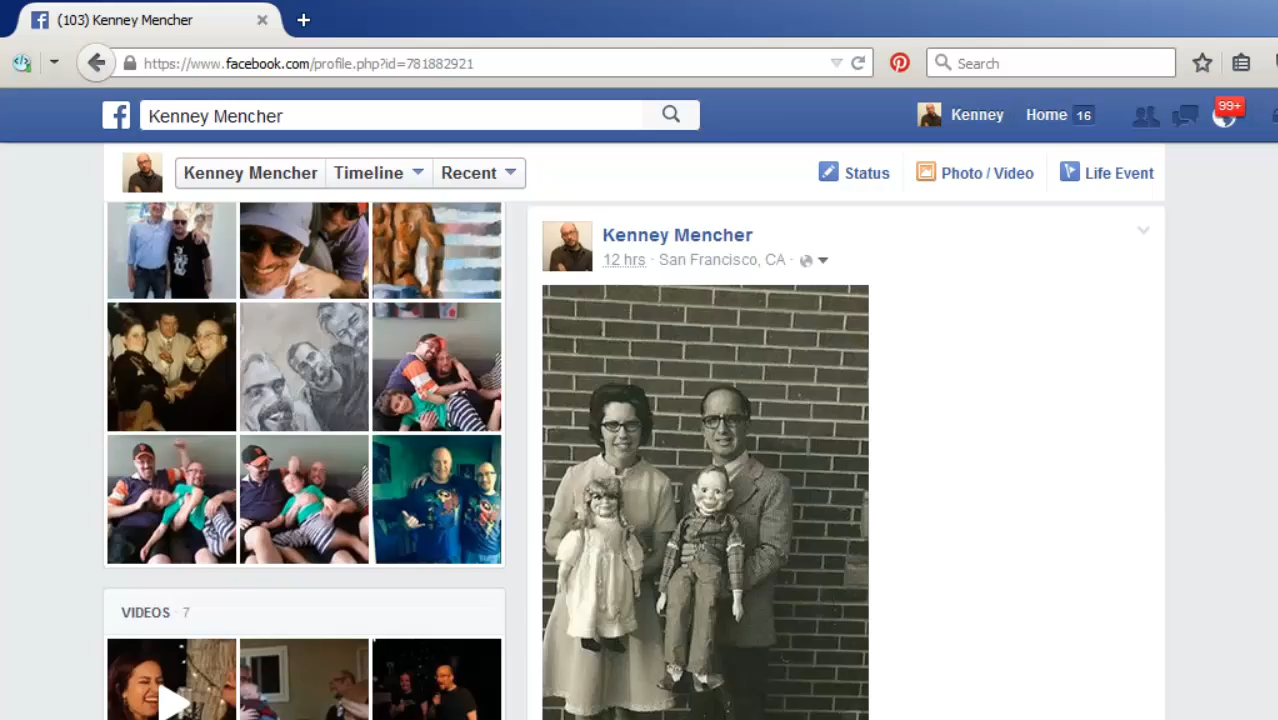 (103) Kenney Mencher
https://www.facebook.com/profile.php?id=781882921
Search
Kenney Mencher
Kenney
Home 16
99+
Kenney Mencher Timeline Recent
Status
Photo / Video
Life Event
Kenney Mencher
12 hrs · San Francisco, CA ·
VIDEOS · 7